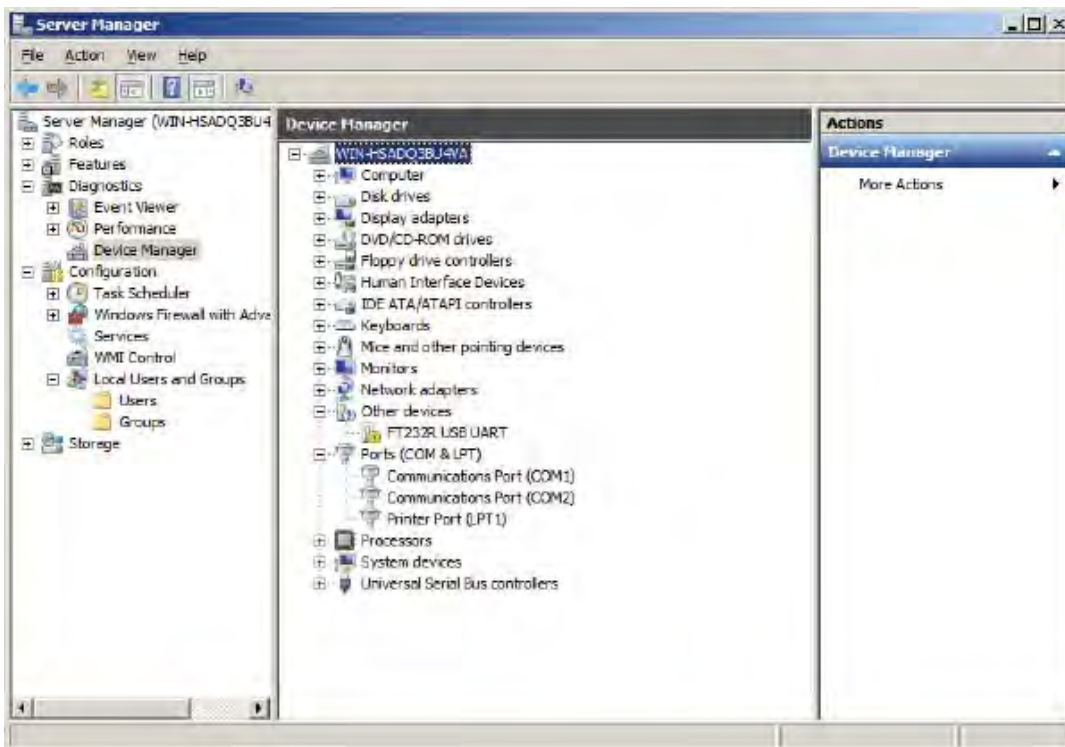 Server Manager
File Action View Help
Server Manager (WIN-HSADQ3BU4
Roles
Features
Diagnostics
Event Viewer
Performance
Device Manager
Configuration
Task Scheduler
Windows Firewall with Adva
Services
WMI Control
Local Users and Groups
Users
Groups
Storage
Device Manager
WIN-HSADQ3BU4YA
Computer
Disk drives
Display adapters
DVD/CD-ROM drives
Floppy drive controllers
Human Interface Devices
IDE ATA/ATAPI controllers
Keyboards
Mice and other pointing devices
Monitors
Network adapters
Other devices
FT232R USB UART
Ports (COM & LPT)
Communications Port (COM1)
Communications Port (COM2)
Printer Port (LPT1)
Processors
System devices
Universal Serial Bus controllers
Actions
Device Manager
More Actions